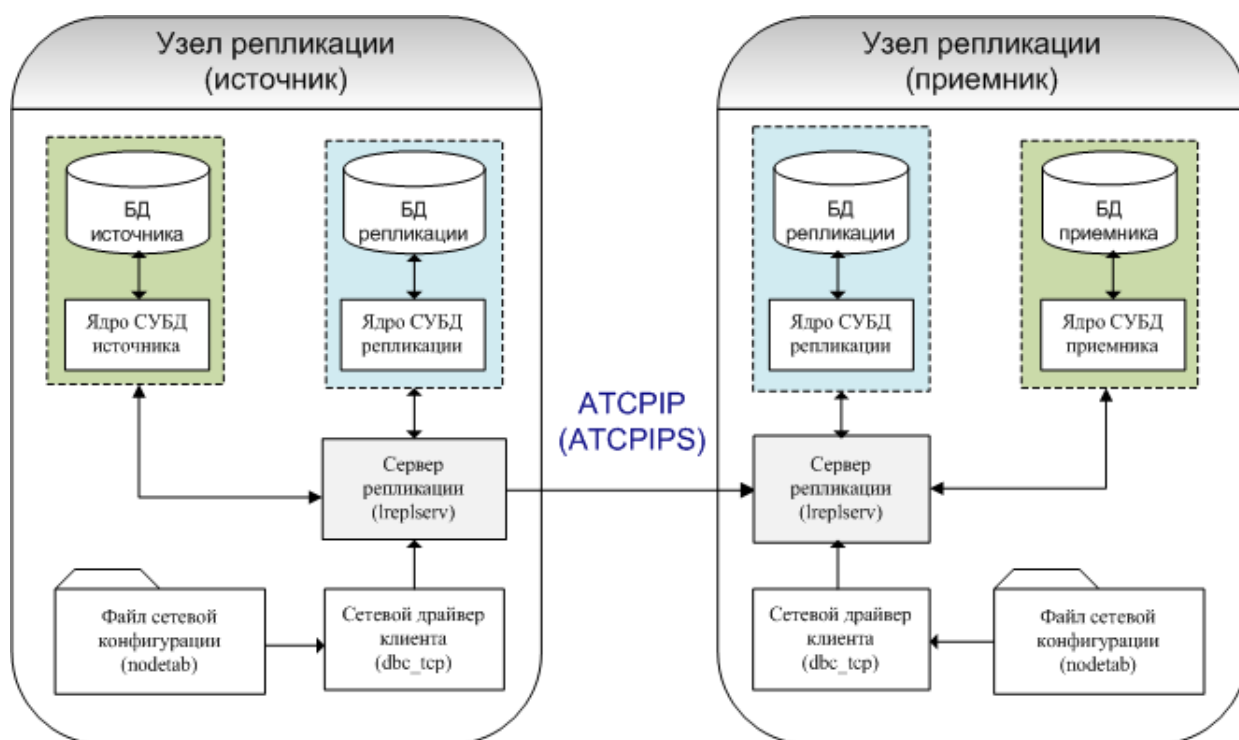 Узел репликации
(источник)
БД
источника
Ядро СУБД
источника
БД
репликации
Ядро СУБД
репликации
Сервер
репликации
(lreplserv)
Файл сетевой
конфигурации
(nodetab)
Сетевой драйвер
клиента
(dbc_tcp)
ATCPIP
(ATCPIPS)
Узел репликации
(приемник)
БД
репликации
Ядро СУБД
репликации
БД
приемника
Ядро СУБД
приемника
Сервер
репликации
(lreplserv)
Сетевой драйвер
клиента
(dbc_tcp)
Файл сетевой
конфигурации
(nodetab)